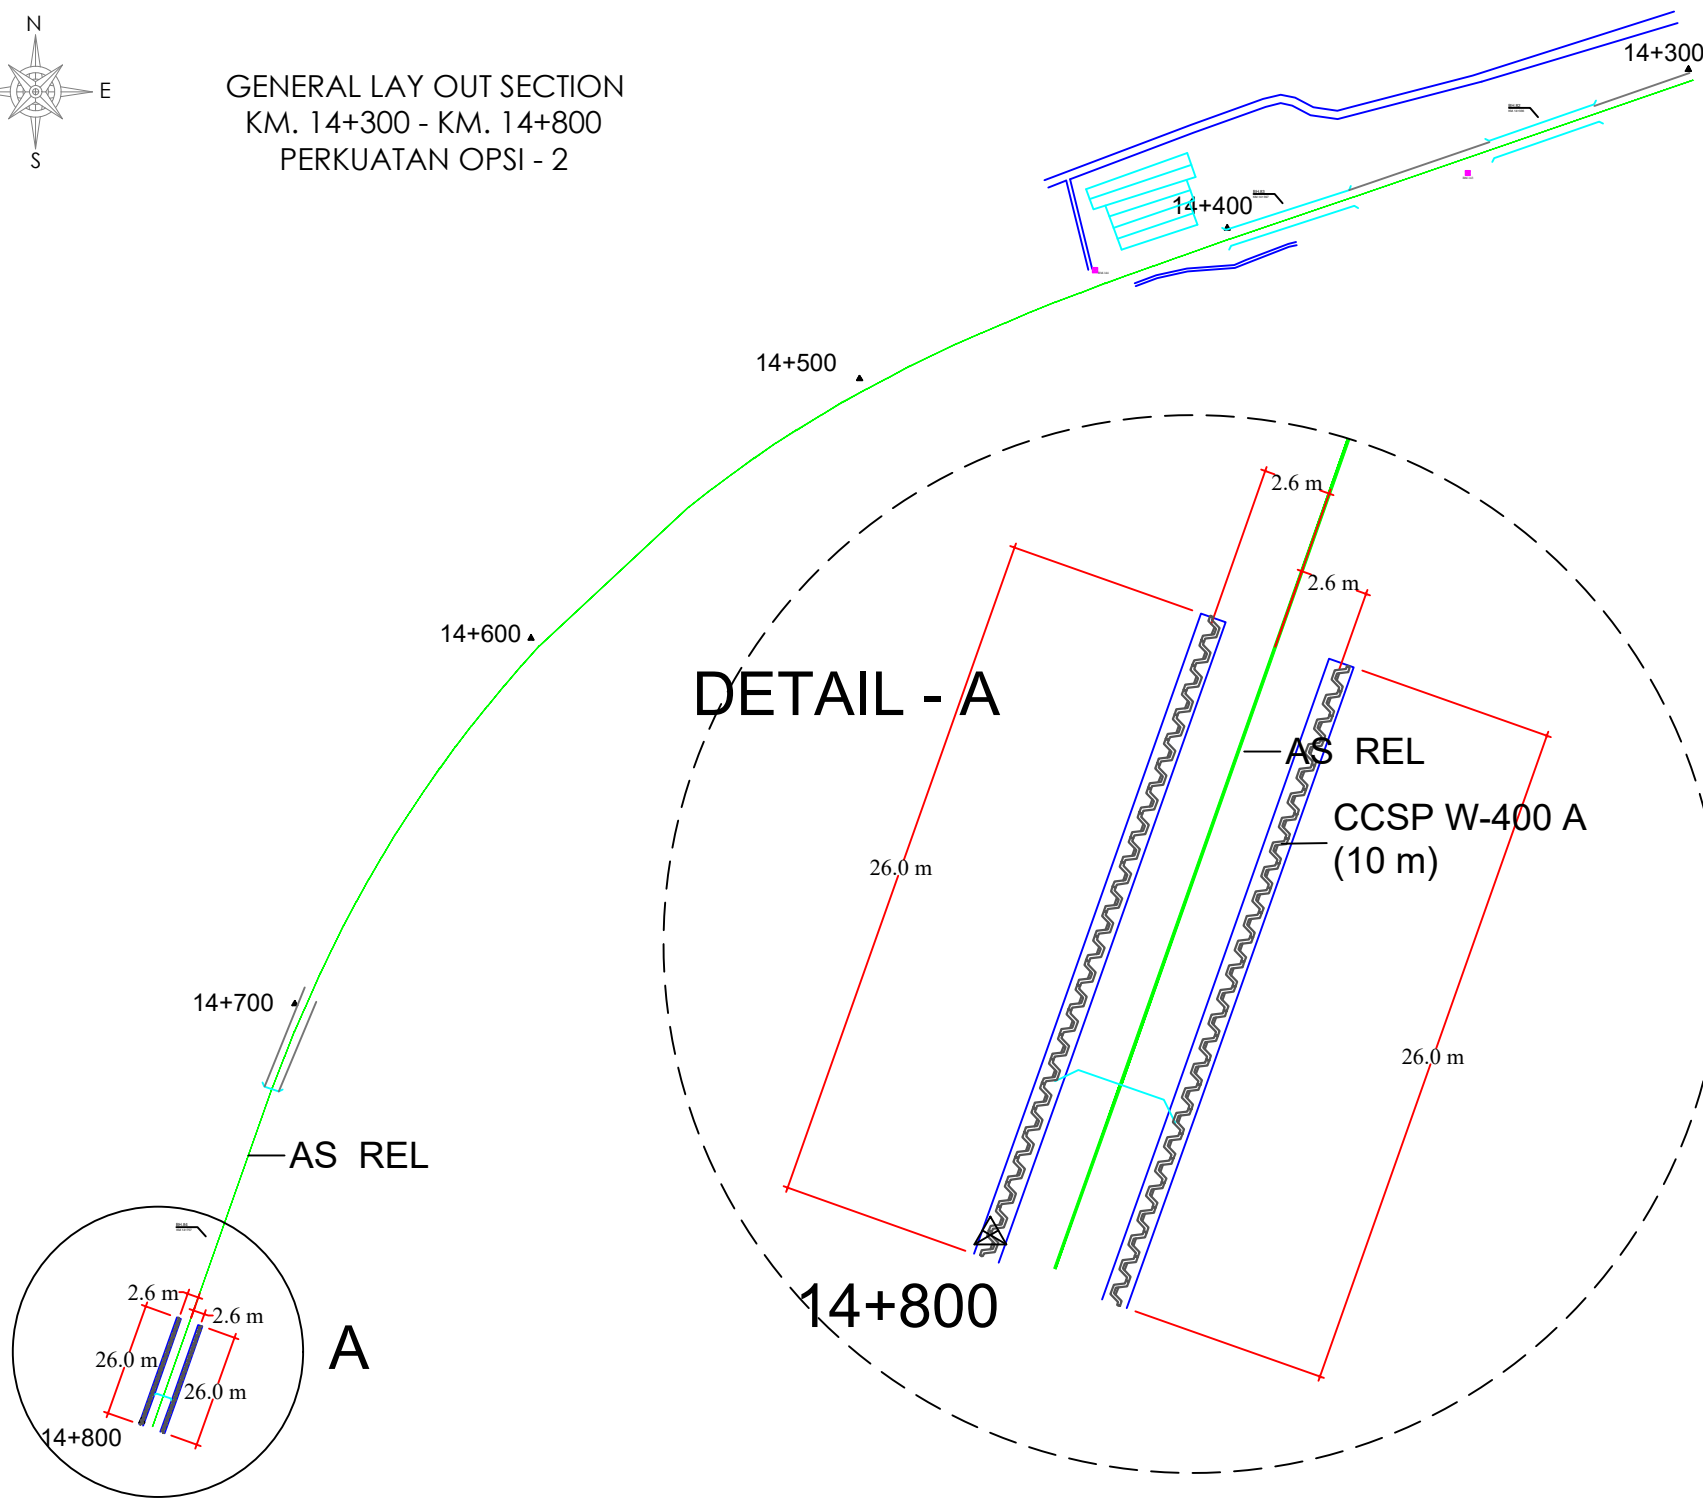 N
E
S
GENERAL LAY OUT SECTION
KM. 14+300 - KM. 14+800
PERKUATAN OPSI - 2
14+300
14+400
14+500
14+600
14+700
AS REL
2.6 m
2.6 m
26.0 m
26.0 m
14+800
A
DETAIL - A
2.6 m
2.6 m
26.0 m
AS REL
CCSP W-400 A
(10 m)
26.0 m
14+800